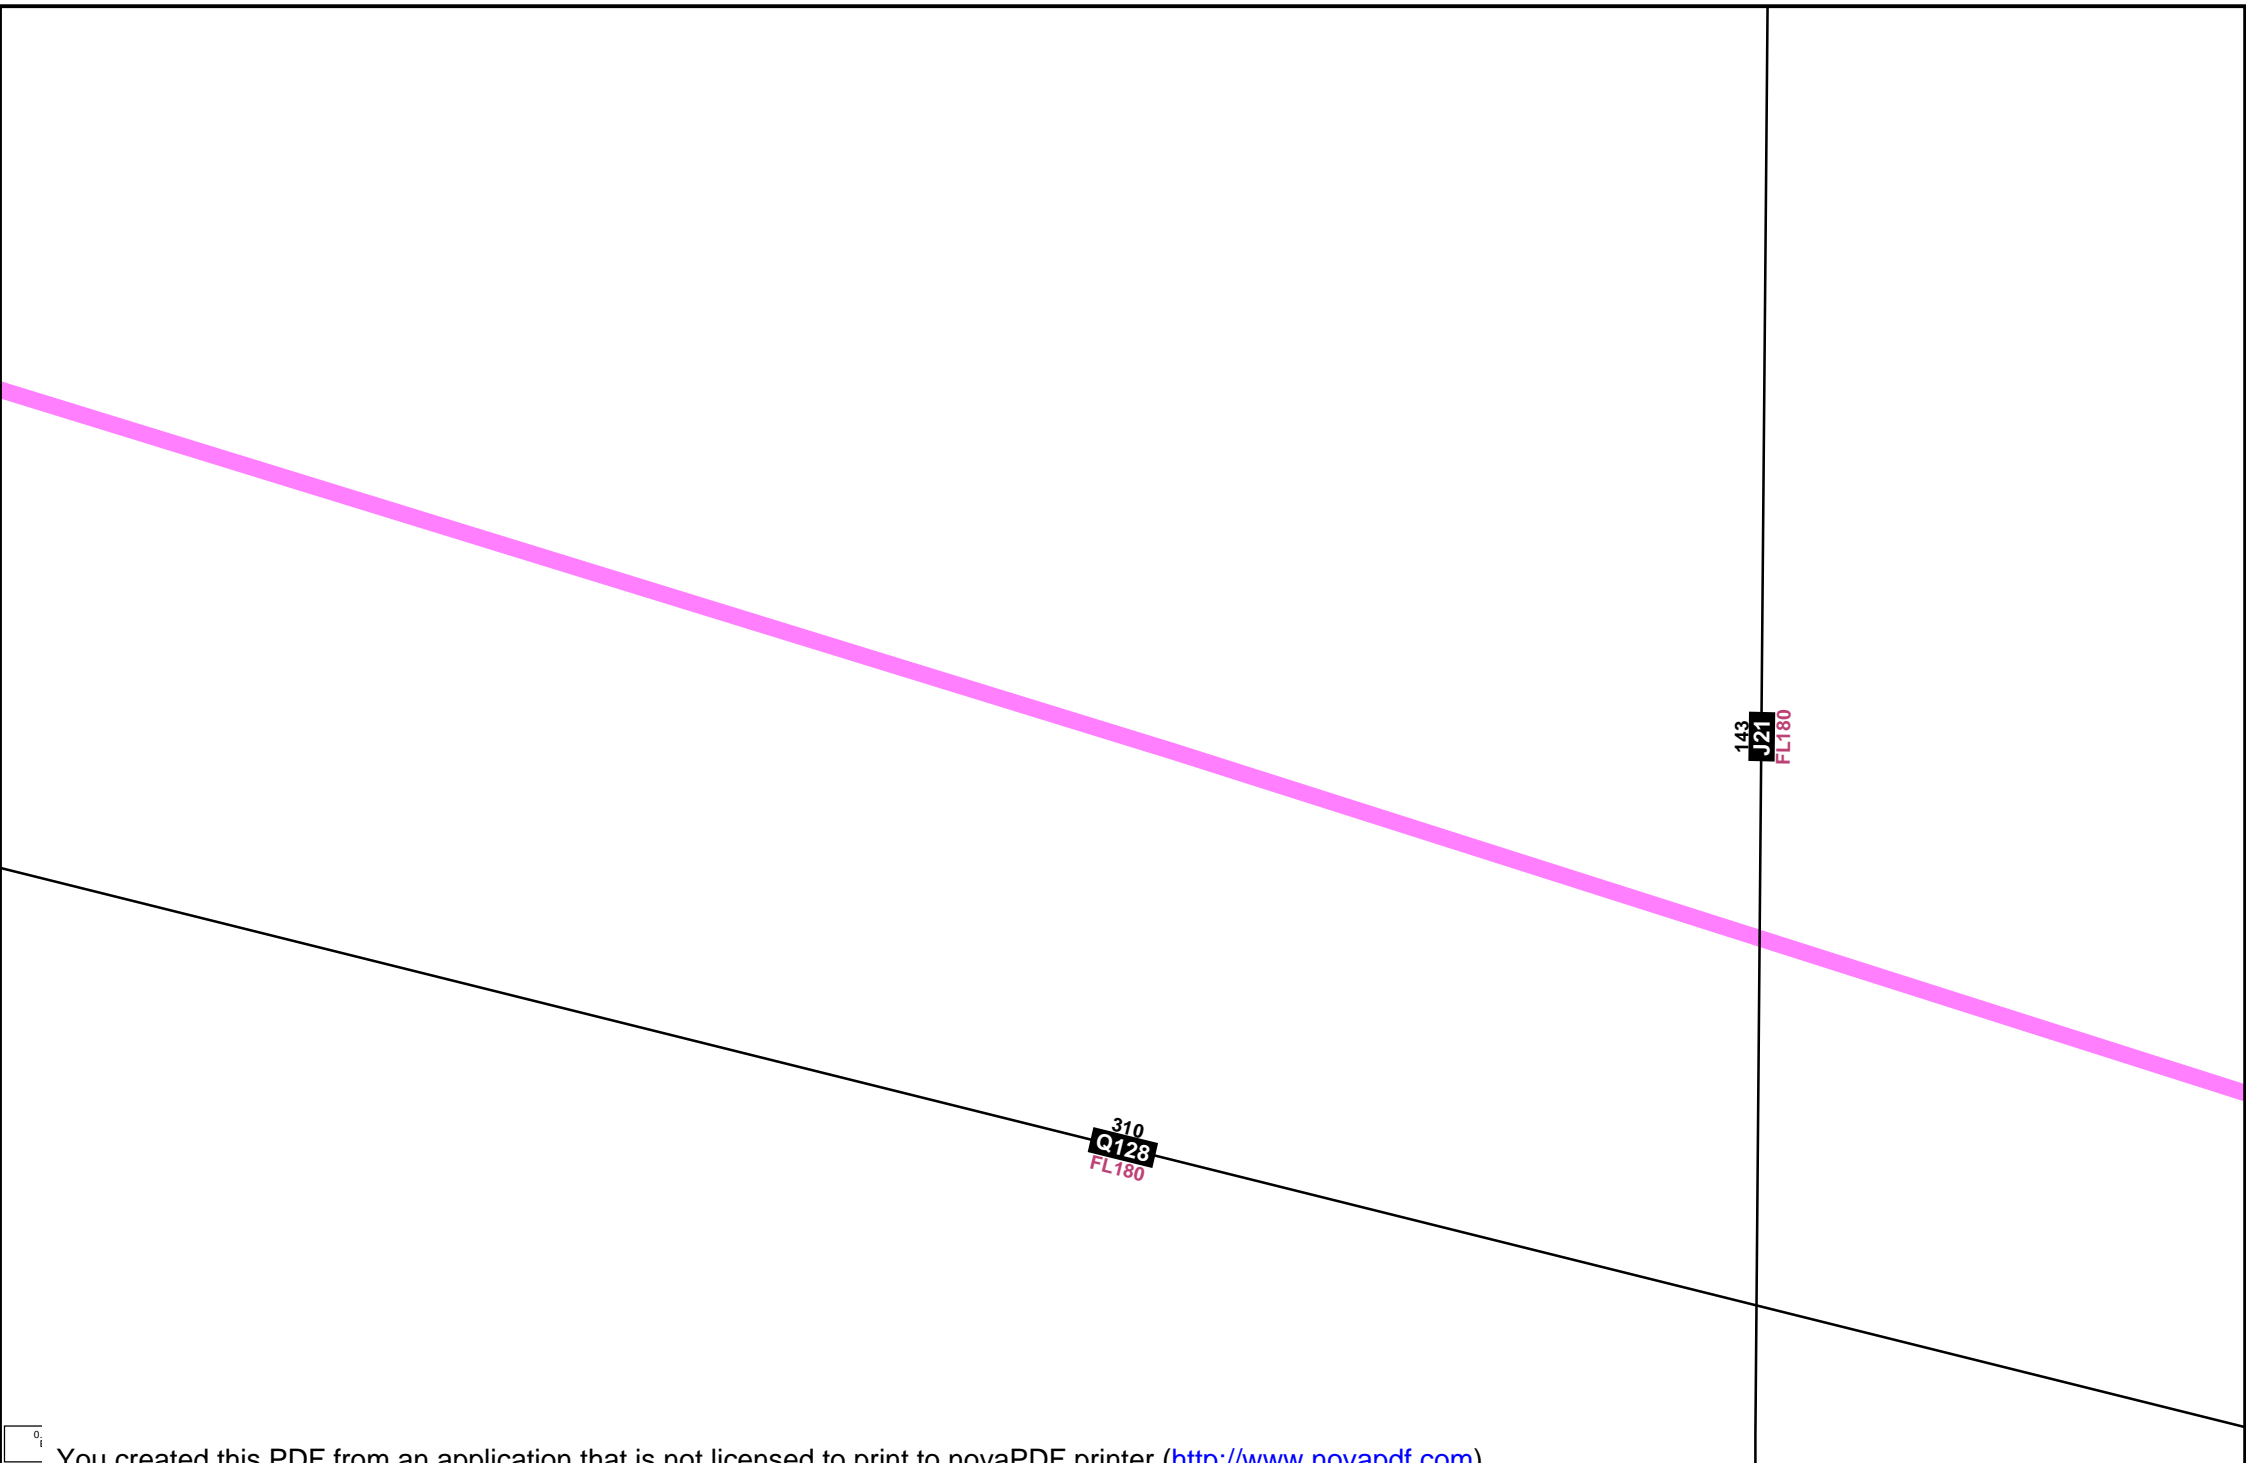 143
J21
FL180
310
Q128
FL180
0.
You created this PDF from an application that is not licensed to print to novaPDF printer (http://www.novapdf.com)